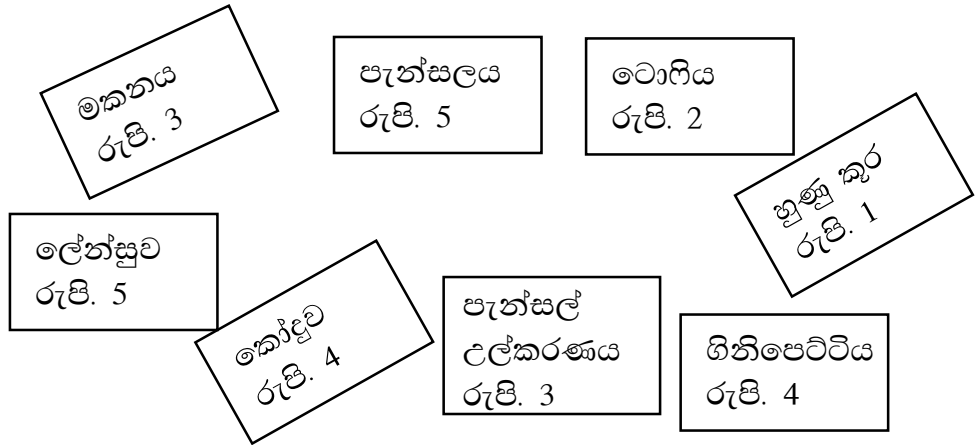 මකනය
රුපි. 3
පැන්සලය
රුපි. 5
ටොෆිය
රුපි. 2
හුණු කූර
රුපි. 1
ලේන්සුව
රුපි. 5
කෝදුව
රුපි. 4
පැන්සල්
උල්කරණය
රුපි. 3
ගිනිපෙට්ටිය
රුපි. 4